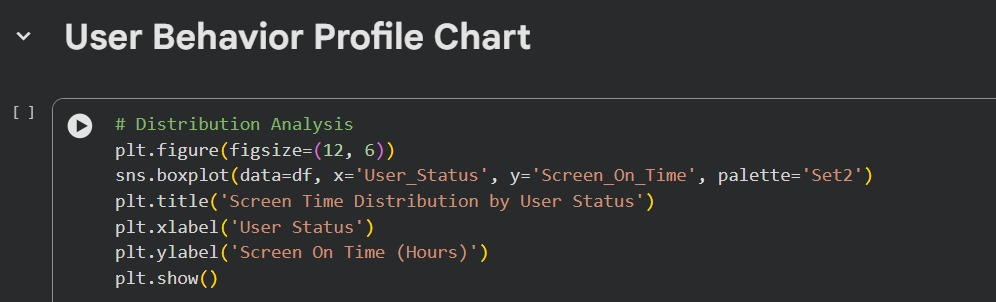 User Behavior Profile Chart
[ ]
# Distribution Analysis
plt.figure(figsize=(12, 6))
sns.boxplot(data=df, x='User_Status', y='Screen_On_Time', palette='Set2')
plt.title('Screen Time Distribution by User Status')
plt.xlabel('User Status')
plt.ylabel('Screen On Time (Hours)')
plt.show()